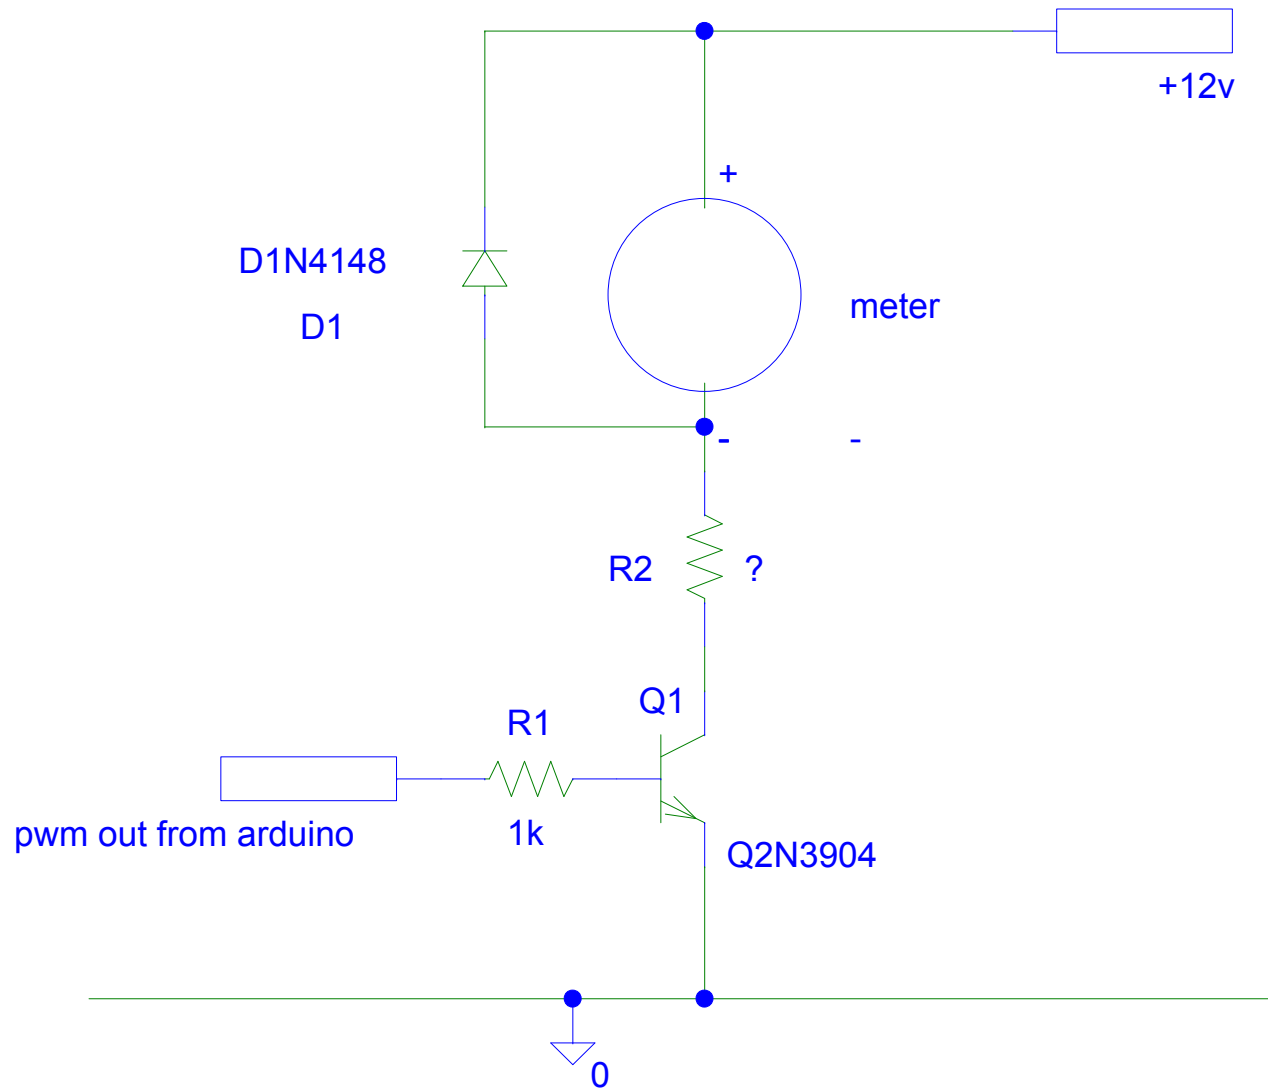 +12v
+
D1N4148
D1
meter
- -
R2 ?
Q1
R1
pwm out from arduino
1k
Q2N3904
0